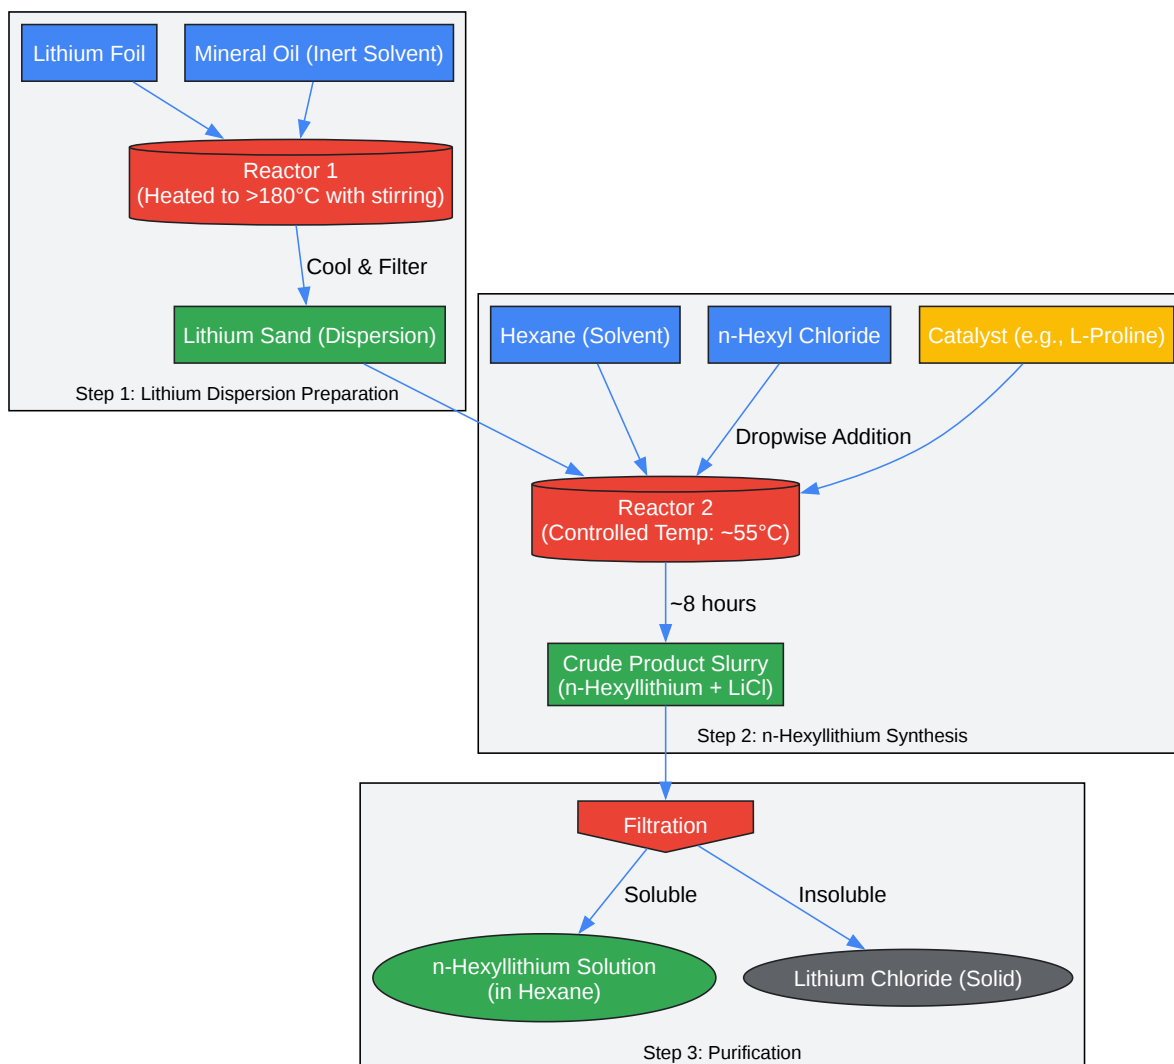 Lithium Foil
Mineral Oil (Inert Solvent)
Reactor 1
(Heated to >180°C with stirring)
Cool & Filter
Lithium Sand (Dispersion)
Step 1: Lithium Dispersion Preparation
Hexane (Solvent)
n-Hexyl Chloride
Catalyst (e.g., L-Proline)
Dropwise Addition
Reactor 2
(Controlled Temp: ~55°C)
~8 hours
Crude Product Slurry
(n-Hexyllithium + LiCl)
Step 2: n-Hexyllithium Synthesis
Filtration
Soluble
Insoluble
n-Hexyllithium Solution
(in Hexane)
Lithium Chloride (Solid)
Step 3: Purification